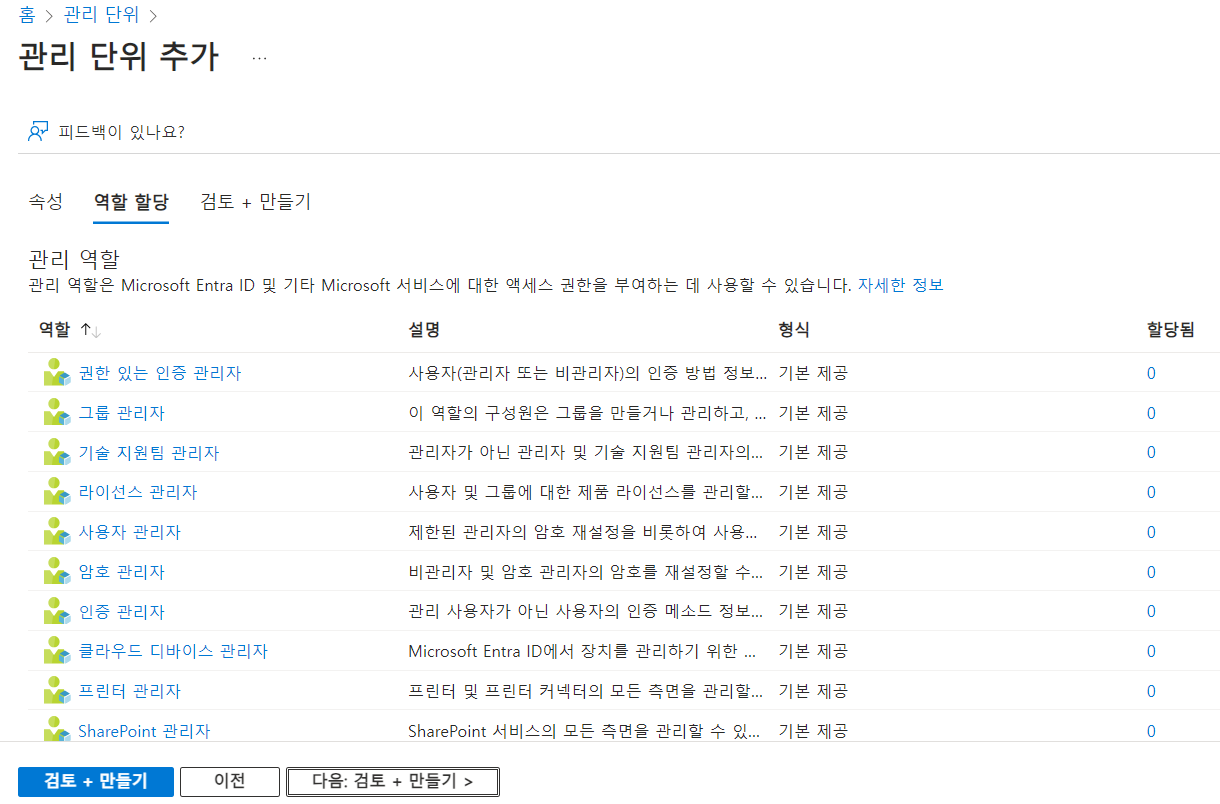 홈 > 관리 단위 >
관리 단위 추가 ...
피드백이 있나요?
속성 역할 할당 검토 + 만들기
관리 역할
관리 역할은 Microsoft Entra ID 및 기타 Microsoft 서비스에 대한 액세스 권한을 부여하는 데 사용할 수 있습니다. 자세한 정보
역할 ↑↓ 설명 형식 할당됨
권한 있는 인증 관리자 사용자(관리자 또는 비관리자)의 인증 방법 정보... 기본 제공 0
그룹 관리자 이 역할의 구성원은 그룹을 만들거나 관리하고, ... 기본 제공 0
기술 지원팀 관리자 관리자가 아닌 관리자 및 기술 지원팀 관리자의... 기본 제공 0
라이선스 관리자 사용자 및 그룹에 대한 제품 라이선스를 관리할... 기본 제공 0
사용자 관리자 제한된 관리자의 암호 재설정을 비롯하여 사용... 기본 제공 0
암호 관리자 비관리자 및 암호 관리자의 암호를 재설정할 수... 기본 제공 0
인증 관리자 관리 사용자가 아닌 사용자의 인증 메소드 정보... 기본 제공 0
클라우드 디바이스 관리자 Microsoft Entra ID에서 장치를 관리하기 위한 ... 기본 제공 0
프린터 관리자 프린터 및 프린터 커넥터의 모든 측면을 관리할... 기본 제공 0
SharePoint 관리자 SharePoint 서비스의 모든 측면을 관리할 수 있... 기본 제공 0
검토 + 만들기 이전 다음: 검토 + 만들기 >